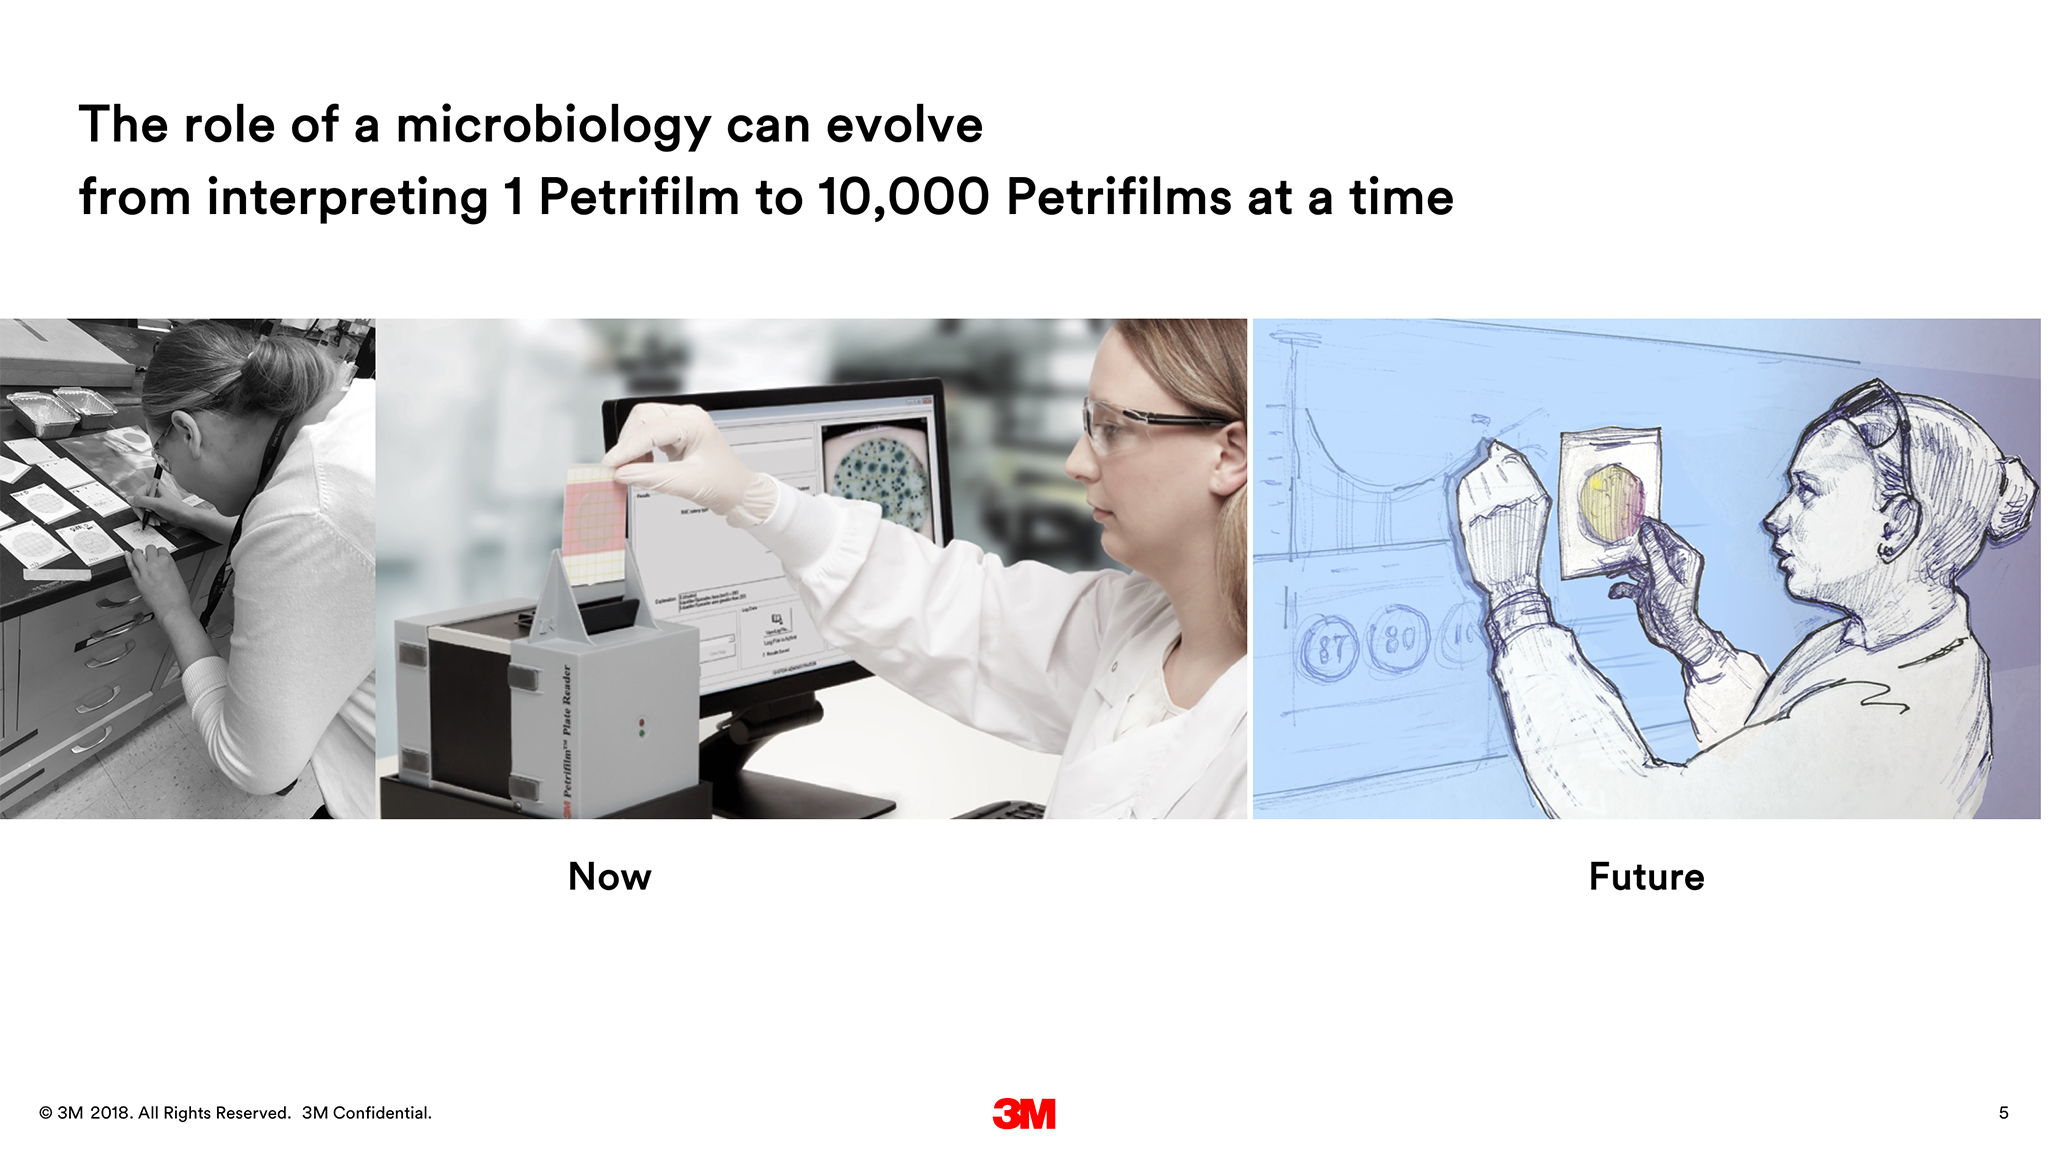 The role of a microbiology can evolve
from interpreting 1 Petrifilm to 10,000 Petrifilms at a time
3M Petrifilm™ Plate Reader
87
80
Now
Future
© 3M 2018. All Rights Reserved. 3M Confidential.
3M
5